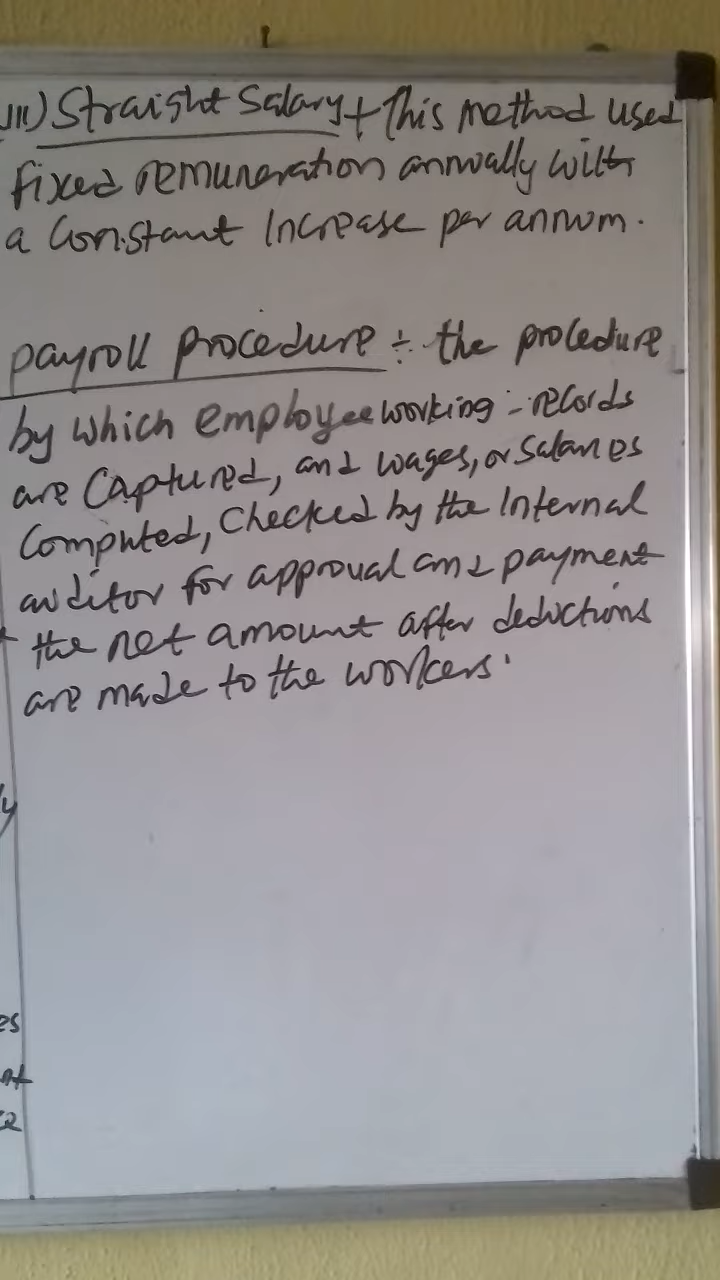 III) Straight Salary ÷ This method used
fixed remuneration annually with
a Constant Increase per annum.
payroll procedure ÷ the procedure
by which employee working - records
are Captured, and wages, or Salaries
Computed, Checked by the Internal
auditor for approval and payment
the net amount after deductions
are made to the workers.
y
es
nt